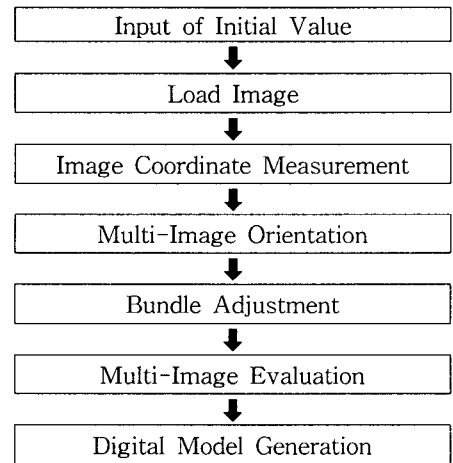 Input of Initial Value
Load Image
Image Coordinate Measurement
Multi-Image Orientation
Bundle Adjustment
Multi-Image Evaluation
Digital Model Generation